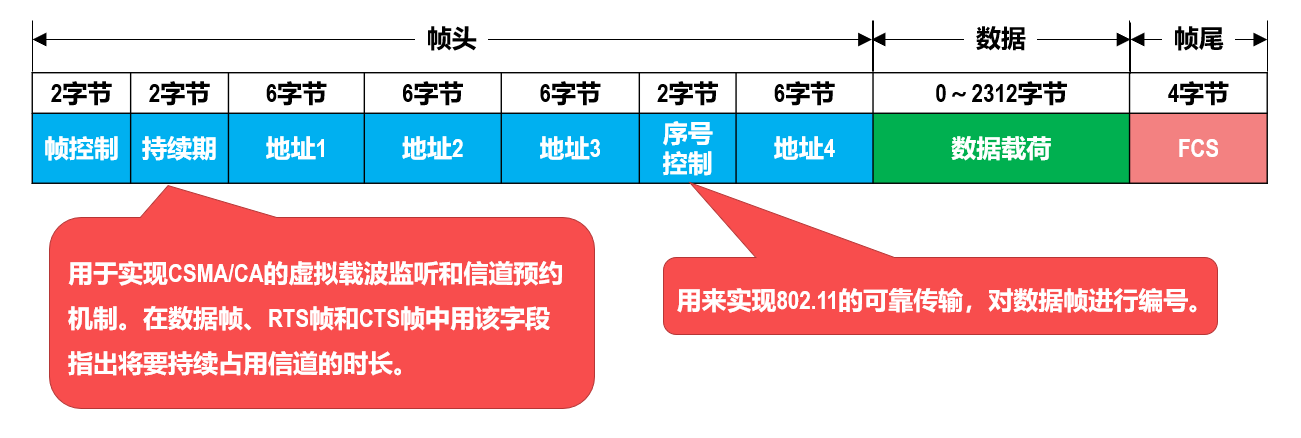 帧头 数据 帧尾
2字节 2字节 6字节 6字节 6字节 2字节 6字节 0～2312字节 4字节
帧控制 持续期 地址1 地址2 地址3 序号控制 地址4 数据载荷 FCS
用于实现CSMA/CA的虚拟载波监听和信道预约
机制。在数据帧、RTS帧和CTS帧中用该字段
指出将要持续占用信道的时长。
用来实现802.11的可靠传输，对数据帧进行编号。